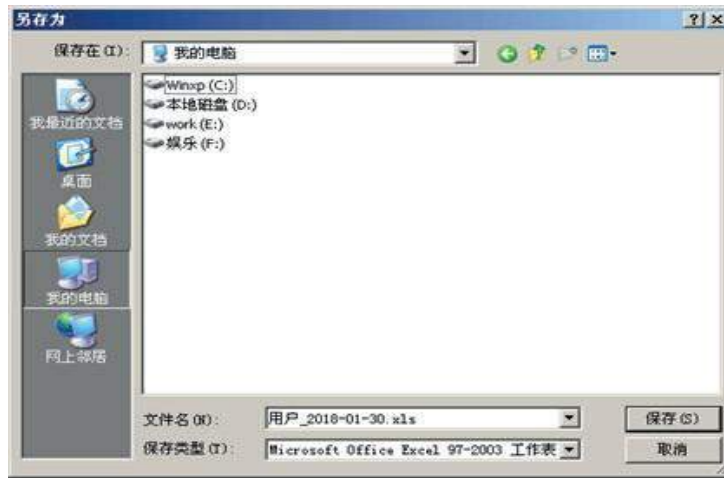 另存为
保存在(I):
我的电脑
Winxp (C:)
本地磁盘 (D:)
work (E:)
娱乐 (F:)
我最近的文档
桌面
我的文档
我的电脑
网上邻居
文件名(N):
用户_2018-01-30.xls
保存(S)
保存类型(T):
Microsoft Office Excel 97-2003 工作表
取消